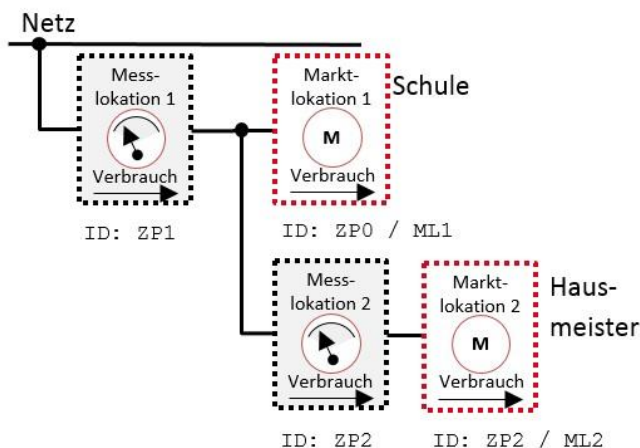 Netz
Mess-
lokation 1
Verbrauch
ID: ZP1
Markt-
lokation 1
M
Verbrauch
Schule
ID: ZP0 / ML1
Mess-
lokation 2
Verbrauch
ID: ZP2
Markt-
lokation 2
M
Verbrauch
Haus-
meister
ID: ZP2 / ML2